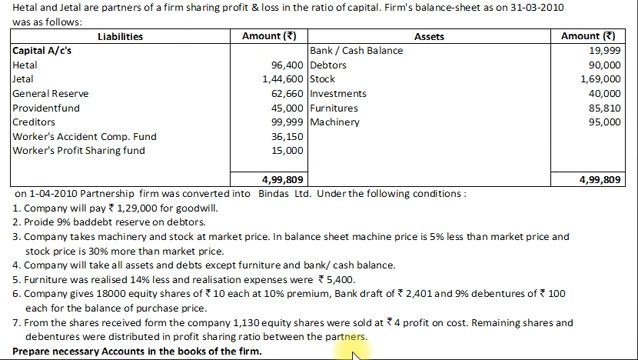 Hetal and Jetal are partners of a firm sharing profit & loss in the ratio of capital. Firm's balance-sheet as on 31-03-2010
was as follows:
Liabilities Amount (₹) Assets Amount (₹)
Capital A/c's Bank / Cash Balance 19,999
Hetal 96,400 Debtors 90,000
Jetal 1,44,600 Stock 1,69,000
General Reserve 62,660 Investments 40,000
Providentfund 45,000 Furnitures 85,810
Creditors 99,999 Machinery 95,000
Worker's Accident Comp. Fund 36,150
Worker's Profit Sharing fund 15,000
4,99,809 4,99,809
on 1-04-2010 Partnership firm was converted into Bindas Ltd. Under the following conditions :
1. Company will pay ₹ 1,29,000 for goodwill.
2. Proide 9% baddebt reserve on debtors.
3. Company takes machinery and stock at market price. In balance sheet machine price is 5% less than market price and
stock price is 30% more than market price.
4. Company will take all assets and debts except furniture and bank/ cash balance.
5. Furniture was realised 14% less and realisation expenses were ₹ 5,400.
6. Company gives 18000 equity shares of ₹ 10 each at 10% premium, Bank draft of ₹ 2,401 and 9% debentures of ₹ 100
each for the balance of purchase price.
7. From the shares received form the company 1,130 equity shares were sold at ₹ 4 profit on cost. Remaining shares and
debentures were distributed in profit sharing ratio between the partners.
Prepare necessary Accounts in the books of the firm.